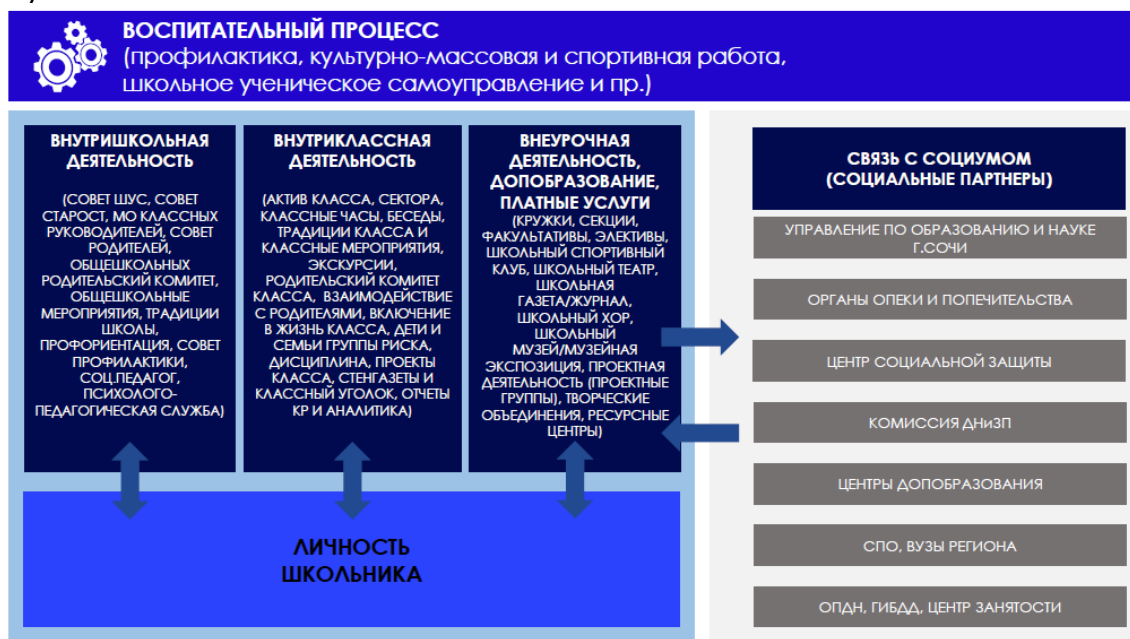 ВОСПИТАТЕЛЬНЫЙ ПРОЦЕСС
(профилактика, культурно-массовая и спортивная работа,
школьное ученическое самоуправление и пр.)
ВНУТРИШКОЛЬНАЯ
ДЕЯТЕЛЬНОСТЬ
(СОВЕТ ШУС, СОВЕТ
СТАРОСТ, МО КЛАССНЫХ
РУКОВОДИТЕЛЕЙ, СОВЕТ
РОДИТЕЛЕЙ,
ОБЩЕШКОЛЬНЫХ
РОДИТЕЛЬСКИЙ КОМИТЕТ,
ОБЩЕШКОЛЬНЫЕ
МЕРОПРИЯТИЯ, ТРАДИЦИИ
ШКОЛЫ,
ПРОФОРИЕНТАЦИЯ, СОВЕТ
ПРОФИЛАКТИКИ,
СОЦ.ПЕДАГОГ,
ПСИХОЛОГО-
ПЕДАГОГИЧЕСКАЯ СЛУЖБА)
ВНУТРИКЛАССНАЯ
ДЕЯТЕЛЬНОСТЬ
(АКТИВ КЛАССА, СЕКТОРА,
КЛАССНЫЕ ЧАСЫ, БЕСЕДЫ,
ТРАДИЦИИ КЛАССА И
КЛАССНЫЕ МЕРОПРИЯТИЯ,
ЭКСКУРСИИ,
РОДИТЕЛЬСКИЙ КОМИТЕТ
КЛАССА, ВЗАИМОДЕЙСТВИЕ
С РОДИТЕЛЯМИ, ВКЛЮЧЕНИЕ
В ЖИЗНЬ КЛАССА, ДЕТИ И
СЕМЬИ ГРУППЫ РИСКА,
ДИСЦИПЛИНА, ПРОЕКТЫ
КЛАССА, СТЕНГАЗЕТЫ И
КЛАССНЫЙ УГОЛОК, ОТЧЕТЫ
КР И АНАЛИТИКА)
ВНЕУРОЧНАЯ
ДЕЯТЕЛЬНОСТЬ,
ДОПОБРАЗОВАНИЕ,
ПЛАТНЫЕ УСЛУГИ
(КРУЖКИ, СЕКЦИИ,
ФАКУЛЬТАТИВЫ, ЭЛЕКТИВЫ,
ШКОЛЬНЫЙ СПОРТИВНЫЙ
КЛУБ, ШКОЛЬНЫЙ ТЕАТР,
ШКОЛЬНАЯ
ГАЗЕТА/ЖУРНАЛ,
ШКОЛЬНЫЙ ХОР,
ШКОЛЬНЫЙ
МУЗЕЙ/МУЗЕЙНАЯ
ЭКСПОЗИЦИЯ, ПРОЕКТНАЯ
ДЕЯТЕЛЬНОСТЬ (ПРОЕКТНЫЕ
ГРУППЫ), ТВОРЧЕСКИЕ
ОБЪЕДИНЕНИЯ, РЕСУРСНЫЕ
ЦЕНТРЫ)
ЛИЧНОСТЬ
ШКОЛЬНИКА
СВЯЗЬ С СОЦИУМОМ
(СОЦИАЛЬНЫЕ ПАРТНЕРЫ)
УПРАВЛЕНИЕ ПО ОБРАЗОВАНИЮ И НАУКЕ
Г.СОЧИ
ОРГАНЫ ОПЕКИ И ПОПЕЧИТЕЛЬСТВА
ЦЕНТР СОЦИАЛЬНОЙ ЗАЩИТЫ
КОМИССИЯ ДНиЗП
ЦЕНТРЫ ДОПОБРАЗОВАНИЯ
СПО, ВУЗЫ РЕГИОНА
ОПДН, ГИБДД, ЦЕНТР ЗАНЯТОСТИ